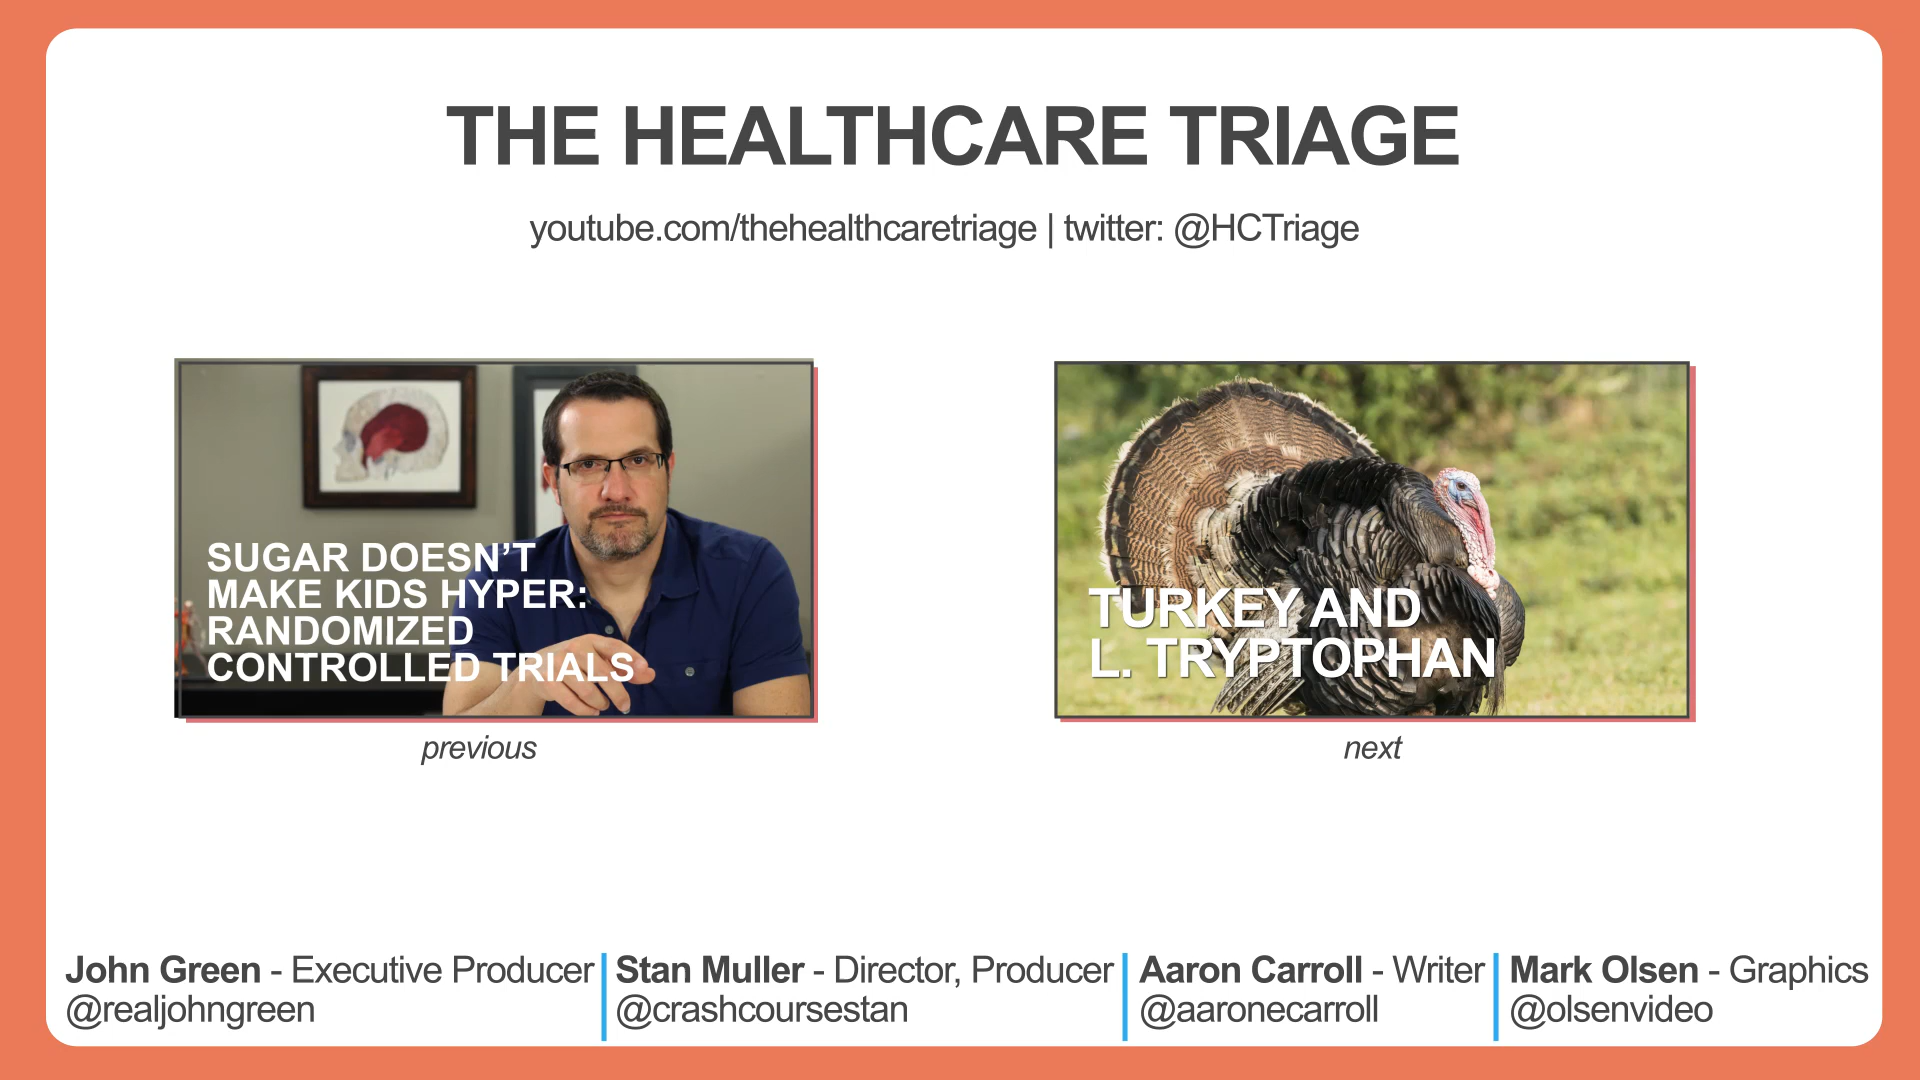 THE HEALTHCARE TRIAGE
youtube.com/thehealthcaretriage | twitter: @HCTriage
SUGAR DOESN'T
MAKE KIDS HYPER:
RANDOMIZED
CONTROLLED TRIALS
previous
TURKEY AND
L. TRYPTOPHAN
next
John Green - Executive Producer
@realjohngreen
Stan Muller - Director, Producer
@crashcoursestan
Aaron Carroll - Writer
@aaronecarroll
Mark Olsen - Graphics
@olsenvideo